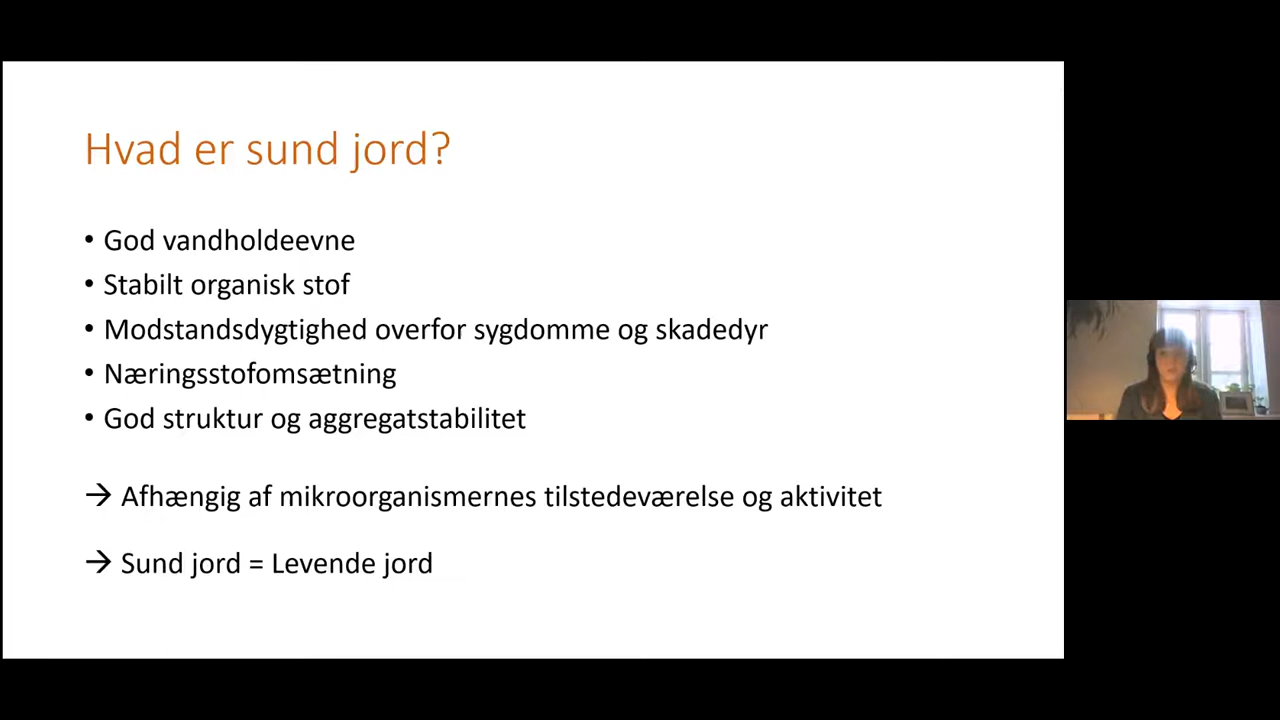 Hvad er sund jord?
• God vandholdeevne
• Stabilt organisk stof
• Modstandsdygtighed overfor sygdomme og skadedyr
• Næringsstofomsætning
• God struktur og aggregatstabilitet
→ Afhængig af mikroorganismernes tilstedeværelse og aktivitet
→ Sund jord = Levende jord